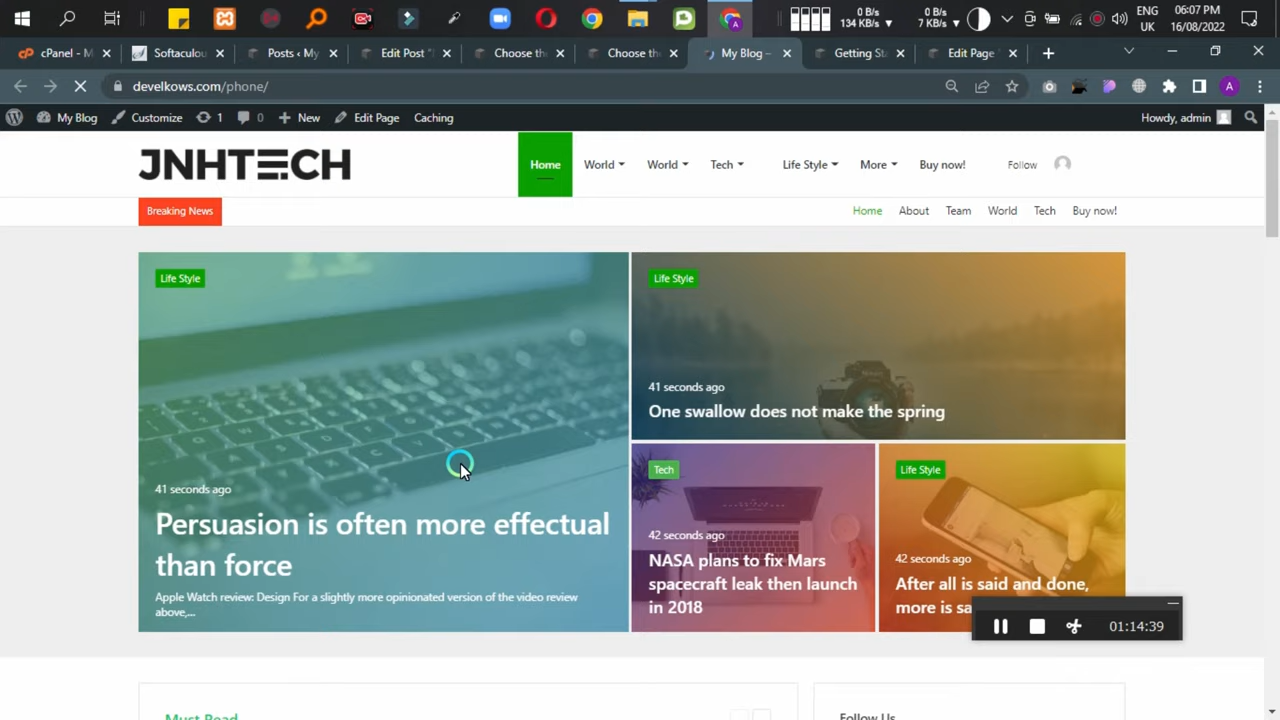 0 B/s
134 KB/s
0 B/s
7 KB/s
ENG
UK
06:07 PM
16/08/2022
cPanel - M
Softaculou
Posts ‹ My
Edit Post "
Choose the
Choose the
My Blog –
Getting Sta
Edit Page
develkows.com/phone/
A
My Blog
Customize
1
0
New
Edit Page
Caching
Howdy, admin
JNHTECH
Home
World
World
Tech
Life Style
More
Buy now!
Follow
Breaking News
Home
About
Team
World
Tech
Buy now!
Life Style
41 seconds ago
Persuasion is often more effectual
than force
Apple Watch review: Design For a slightly more opinionated version of the video review
above,...
Life Style
41 seconds ago
One swallow does not make the spring
Tech
42 seconds ago
NASA plans to fix Mars
spacecraft leak then launch
in 2018
Life Style
42 seconds ago
After all is said and done,
more is sa
01:14:39
Must Read
Follow Us